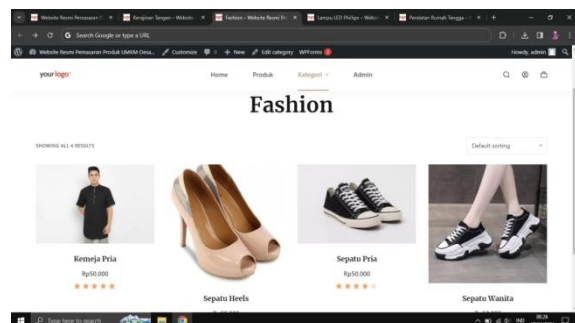 Website Resmi Pemasaran P
Kerajinan Tangan – Website
Fashion – Website Resmi Pe
Lampu LED Philips – Websi
Peralatan Rumah Tangga –
Search Google or type a URL
Website Resmi Pemasaran Produk UMKM Desa...
Customize
0
+ New
Edit category
WPForms
Howdy, admin
yourlogo
Home
Produk
Kategori
Admin
Fashion
SHOWING ALL 4 RESULTS
Default sorting
Kemeja Pria
Rp50.000
Sepatu Heels
Sepatu Pria
Rp50.000
Sepatu Wanita
Type here to search
IND
00.26